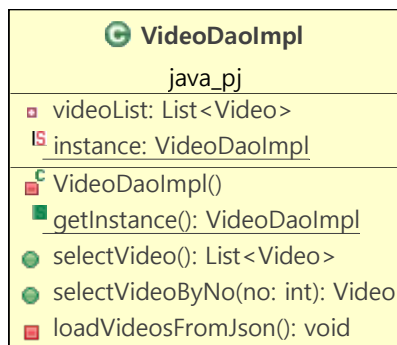 C VideoDaoImpl
java_pj
videoList: List<Video>
S instance: VideoDaoImpl
C VideoDaoImpl()
S getInstance(): VideoDaoImpl
selectVideo(): List<Video>
selectVideoByNo(no: int): Video
loadVideosFromJson(): void